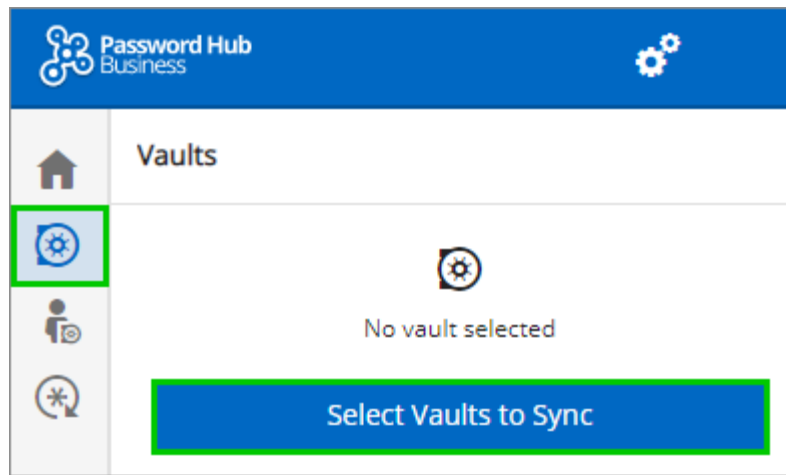 Password Hub
Business
Vaults
No vault selected
Select Vaults to Sync